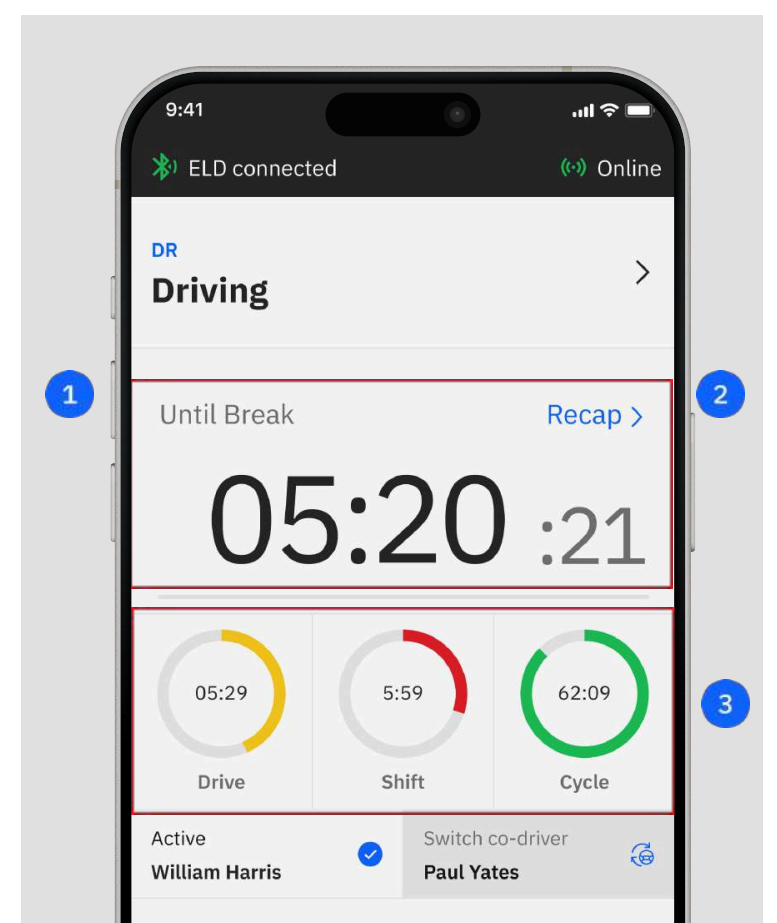 9:41
ELD connected Online
DR
Driving
1
2
Until Break Recap
05:20 :21
05:29 5:59 62:09
3
Drive Shift Cycle
Active Switch co-driver
William Harris Paul Yates